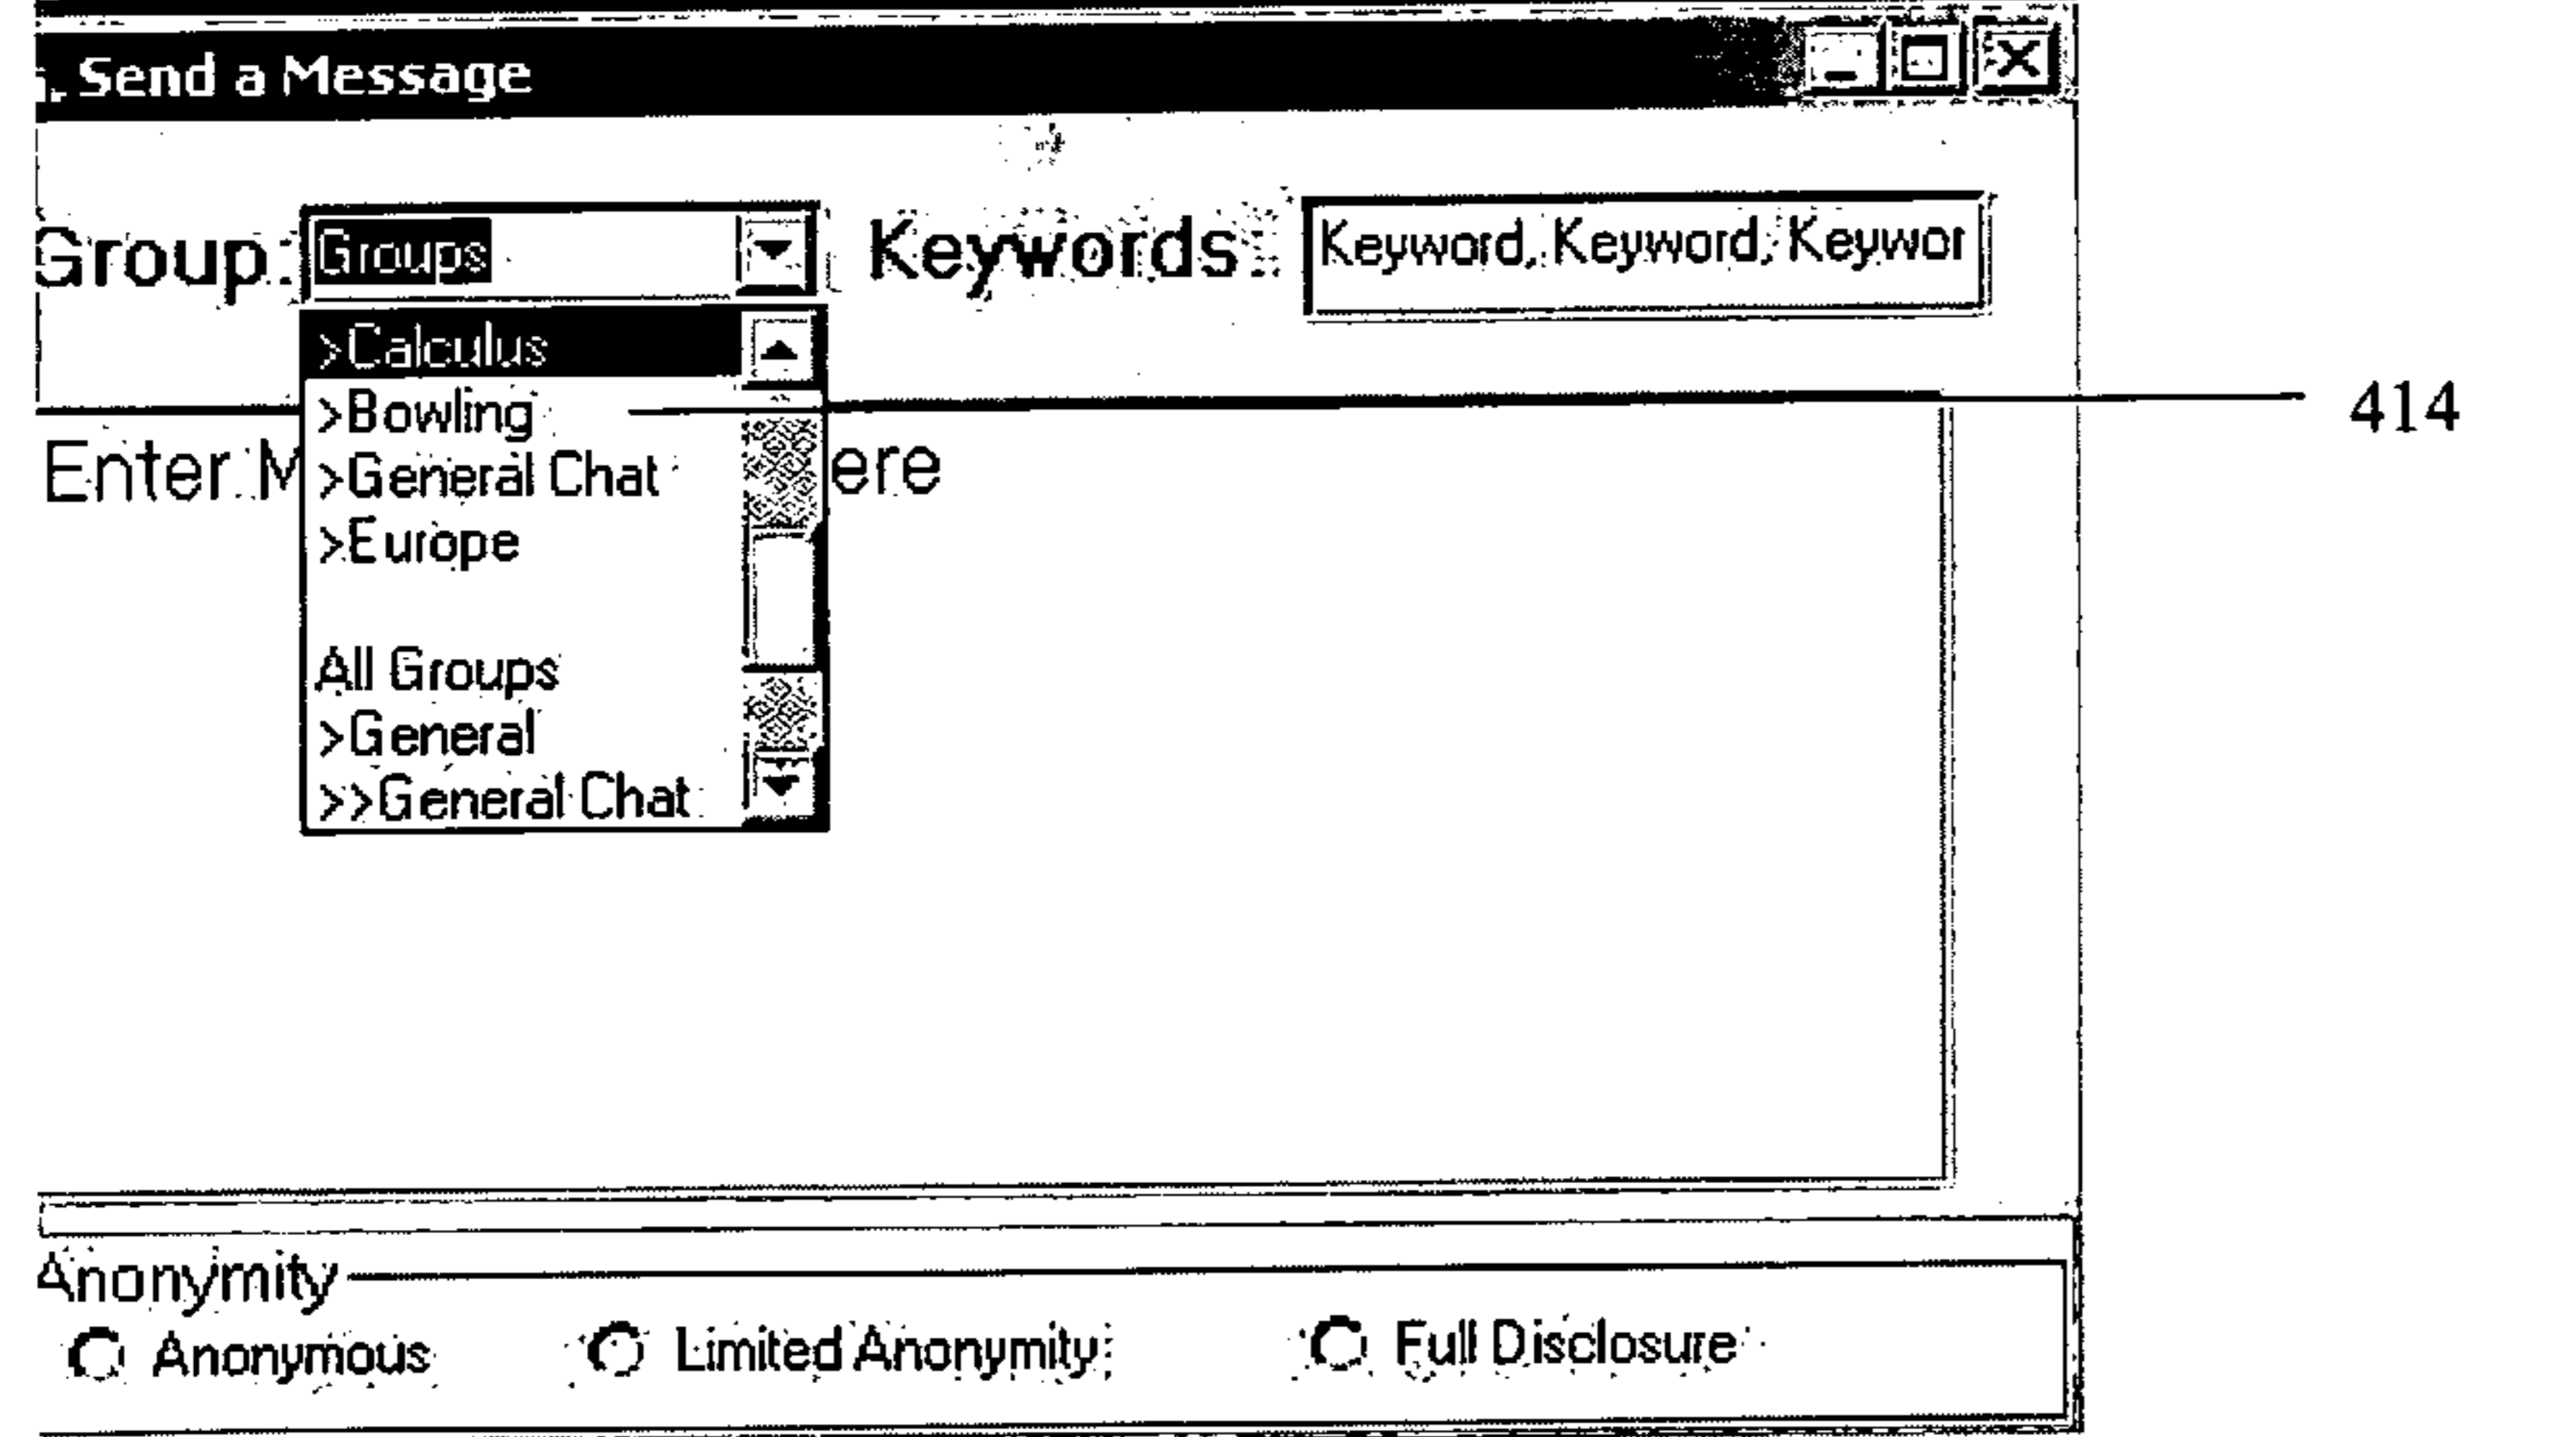 Send a Message
Group: Groups Keywords: Keyword, Keyword, Keywor
>Calculus
>Bowling 414
Enter M ere
>General Chat
>Europe
All Groups
>General
>>General Chat
Anonymity
Anonymous Limited Anonymity Full Disclosure